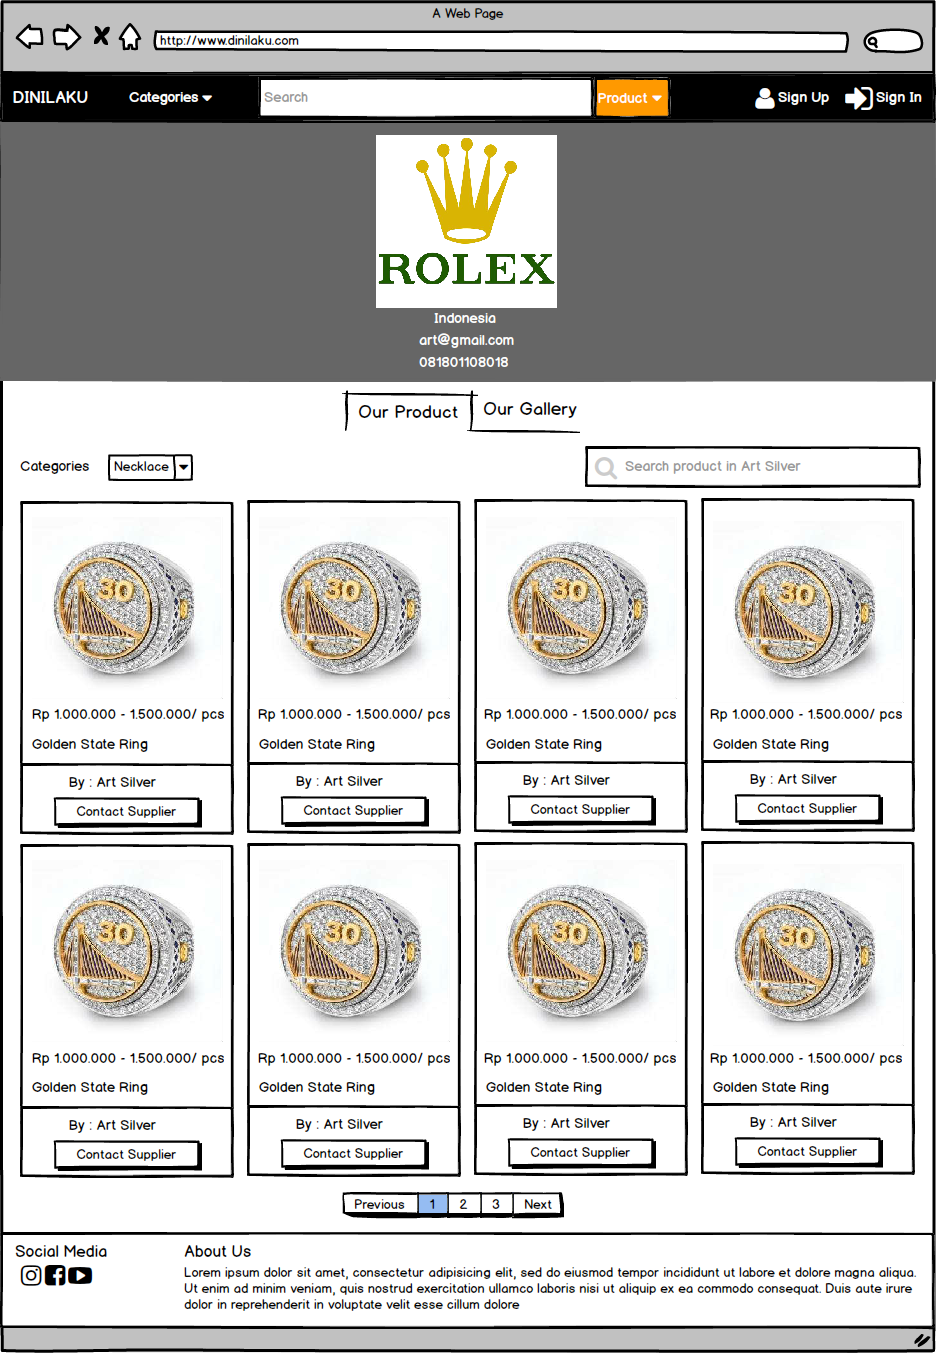 A Web Page
http://www.dinilaku.com
DINILAKU Categories Search Product Sign Up Sign In
ROLEX
Indonesia
art@gmail.com
081801108018
Our Product Our Gallery
Categories Necklace Search product in Art Silver
30 30 30 30
Rp 1.000.000 - 1.500.000/ pcs Rp 1.000.000 - 1.500.000/ pcs Rp 1.000.000 - 1.500.000/ pcs Rp 1.000.000 - 1.500.000/ pcs
Golden State Ring Golden State Ring Golden State Ring Golden State Ring
By : Art Silver By : Art Silver By : Art Silver By : Art Silver
Contact Supplier Contact Supplier Contact Supplier Contact Supplier
30 30 30 30
Rp 1.000.000 - 1.500.000/ pcs Rp 1.000.000 - 1.500.000/ pcs Rp 1.000.000 - 1.500.000/ pcs Rp 1.000.000 - 1.500.000/ pcs
Golden State Ring Golden State Ring Golden State Ring Golden State Ring
By : Art Silver By : Art Silver By : Art Silver By : Art Silver
Contact Supplier Contact Supplier Contact Supplier Contact Supplier
Previous 1 2 3 Next
Social Media About Us
Lorem ipsum dolor sit amet, consectetur adipisicing elit, sed do eiusmod tempor incididunt ut labore et dolore magna aliqua.
Ut enim ad minim veniam, quis nostrud exercitation ullamco laboris nisi ut aliquip ex ea commodo consequat. Duis aute irure
dolor in reprehenderit in voluptate velit esse cillum dolore